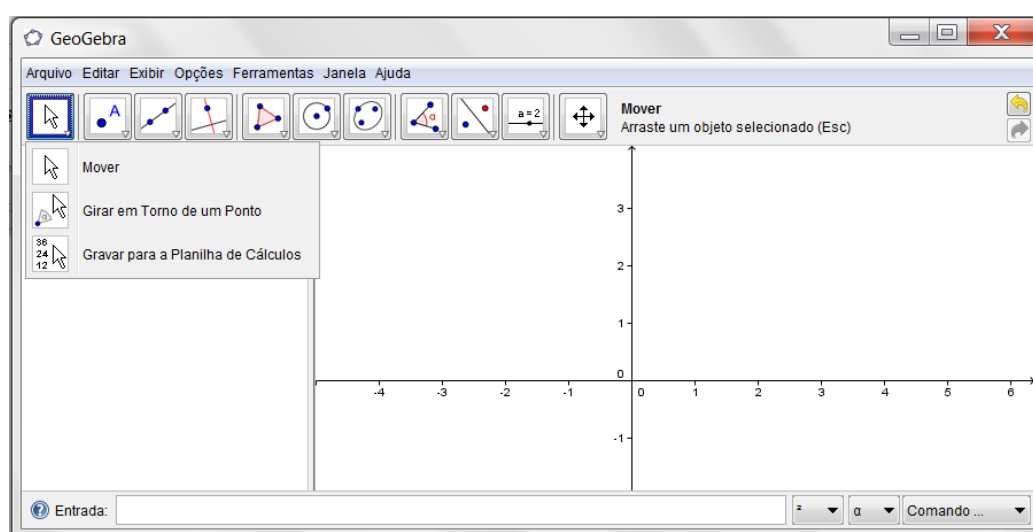 GeoGebra
Arquivo Editar Exibir Opções Ferramentas Janela Ajuda
A
α
a = 2
Mover
Arraste um objeto selecionado (Esc)
Mover
Girar em Torno de um Ponto
36
24
12
Gravar para a Planilha de Cálculos
3
2
1
0
-4 -3 -2 -1 0 1 2 3 4 5 6
-1
Entrada: ² α Comando ...